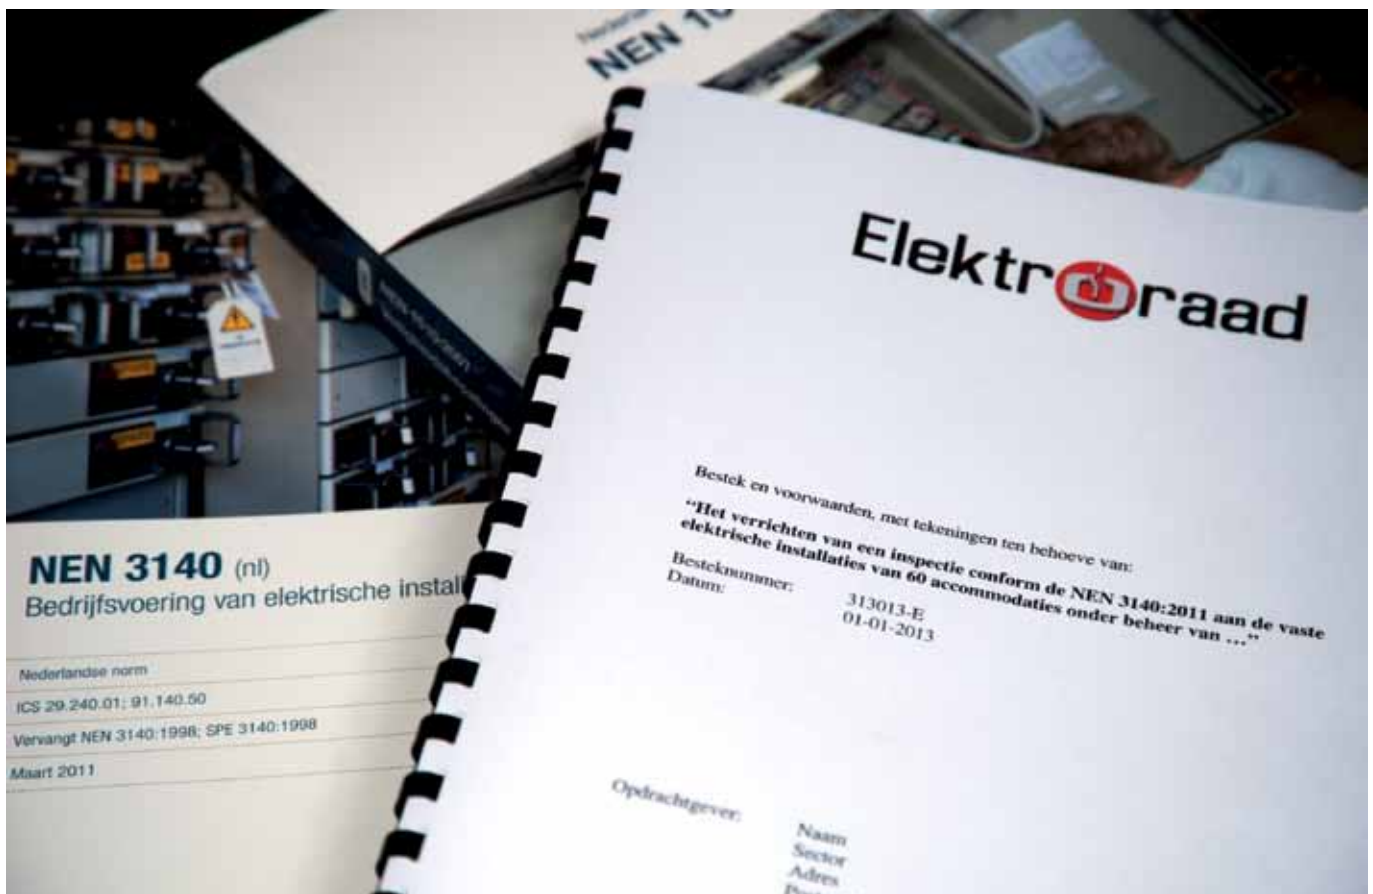 NEN 10
Elektroraad
Bestek en voorwaarden, met tekeningen ten behoeve van:
“Het verrichten van een inspectie conform de NEN 3140:2011 aan de vaste
elektrische installaties van 60 accommodaties onder beheer van ...”
Besteknummer: 313013-E
Datum: 01-01-2013
Opdrachtgever: Naam
Sector
Adres
NEN 3140 (nl)
Bedrijfsvoering van elektrische install
Nederlandse norm
ICS 29.240.01; 91.140.50
Vervangt NEN 3140:1998; SPE 3140:1998
Maart 2011